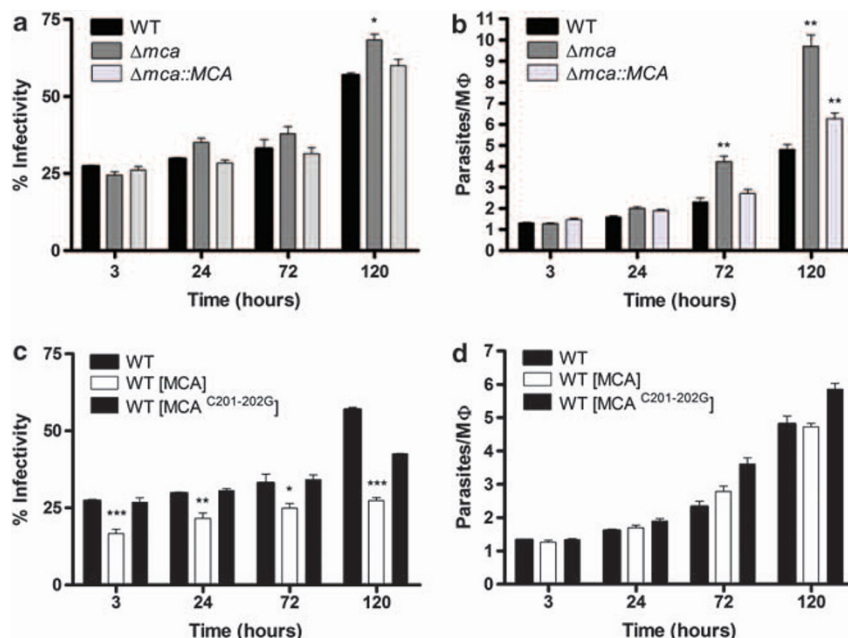 a
WT
Δmca
Δmca::MCA
% Infectivity
75
50
25
0
*
3 24 72 120
Time (hours)
b
WT
Δmca
Δmca::MCA
Parasites/MΦ
11
10
9
8
7
6
5
4
3
2
1
0
**
**
**
3 24 72 120
Time (hours)
c
WT
WT [MCA]
WT [MCA C201-202G]
% Infectivity
75
50
25
0
***
**
*
***
3 24 72 120
Time (hours)
d
WT
WT [MCA]
WT [MCA C201-202G]
Parasites/MΦ
7
6
5
4
3
2
1
0
3 24 72 120
Time (hours)